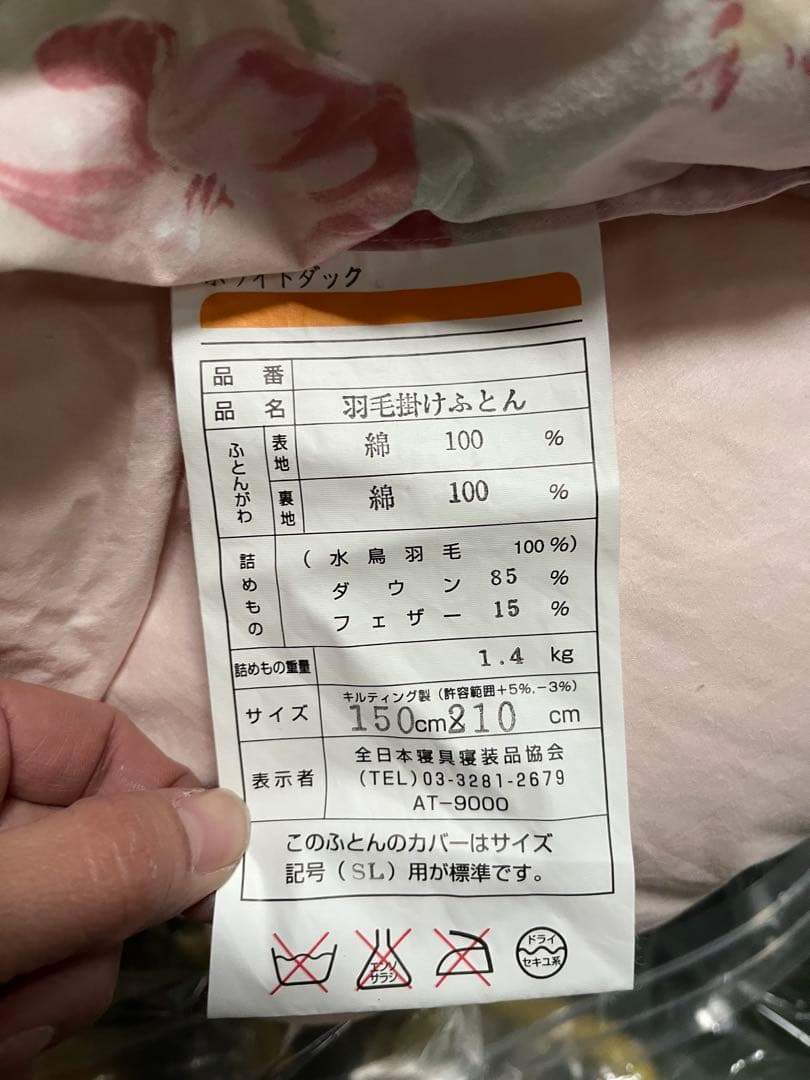 ホワイトダック
品番
品名 羽毛掛けふとん
ふとんがわ 表地 綿 100 %
裏地 綿 100 %
詰めもの (水鳥羽毛 100%)
ダウン 85 %
フェザー 15 %
詰めもの重量 1.4 kg
サイズ キルティング製(許容範囲+5%.-3%)
150cm×210 cm
表示者 全日本寝具寝装品協会
(TEL)03-3281-2679
AT-9000
このふとんのカバーはサイズ
記号(SL)用が標準です。
エンソサラシ
ドライ
セキユ系